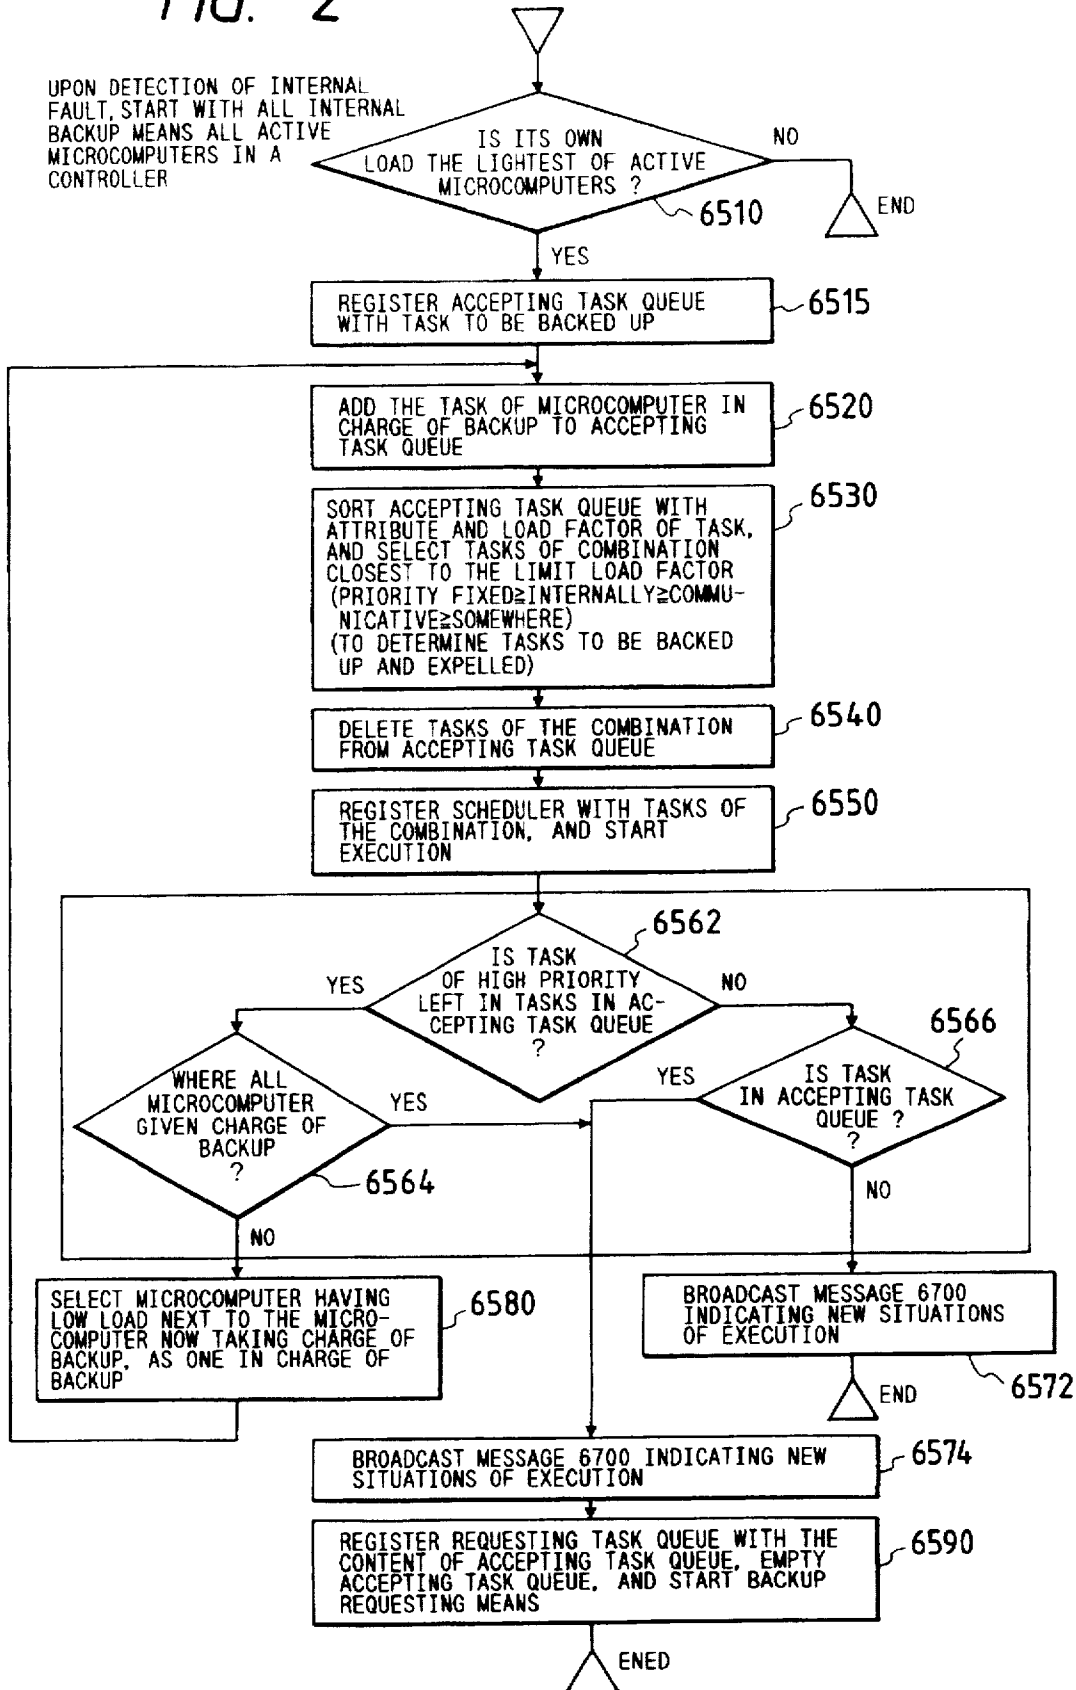 FIG. 2
UPON DETECTION OF INTERNAL
FAULT, START WITH ALL INTERNAL
BACKUP MEANS ALL ACTIVE
MICROCOMPUTERS IN A
CONTROLLER
IS ITS OWN
LOAD THE LIGHTEST OF ACTIVE
MICROCOMPUTERS ?
NO
END
6510
YES
REGISTER ACCEPTING TASK QUEUE
WITH TASK TO BE BACKED UP
6515
ADD THE TASK OF MICROCOMPUTER IN
CHARGE OF BACKUP TO ACCEPTING
TASK QUEUE
6520
SORT ACCEPTING TASK QUEUE WITH
ATTRIBUTE AND LOAD FACTOR OF TASK,
AND SELECT TASKS OF COMBINATION
CLOSEST TO THE LIMIT LOAD FACTOR
(PRIORITY FIXED≧INTERNALLY≧COMMU-
NICATIVE≧SOMEWHERE)
(TO DETERMINE TASKS TO BE BACKED
UP AND EXPELLED)
6530
DELETE TASKS OF THE COMBINATION
FROM ACCEPTING TASK QUEUE
6540
REGISTER SCHEDULER WITH TASKS OF
THE COMBINATION, AND START
EXECUTION
6550
IS TASK
OF HIGH PRIORITY
LEFT IN TASKS IN AC-
CEPTING TASK QUEUE
?
6562
YES
NO
WHERE ALL
MICROCOMPUTER
GIVEN CHARGE OF
BACKUP
?
YES
6564
NO
IS TASK
IN ACCEPTING TASK
QUEUE ?
?
6566
YES
NO
SELECT MICROCOMPUTER HAVING
LOW LOAD NEXT TO THE MICRO-
COMPUTER NOW TAKING CHARGE OF
BACKUP, AS ONE IN CHARGE OF
BACKUP
6580
BROADCAST MESSAGE 6700
INDICATING NEW SITUATIONS
OF EXECUTION
6572
END
BROADCAST MESSAGE 6700 INDICATING NEW
SITUATIONS OF EXECUTION
6574
REGISTER REQUESTING TASK QUEUE WITH THE
CONTENT OF ACCEPTING TASK QUEUE, EMPTY
ACCEPTING TASK QUEUE, AND START BACKUP
REQUESTING MEANS
6590
ENED